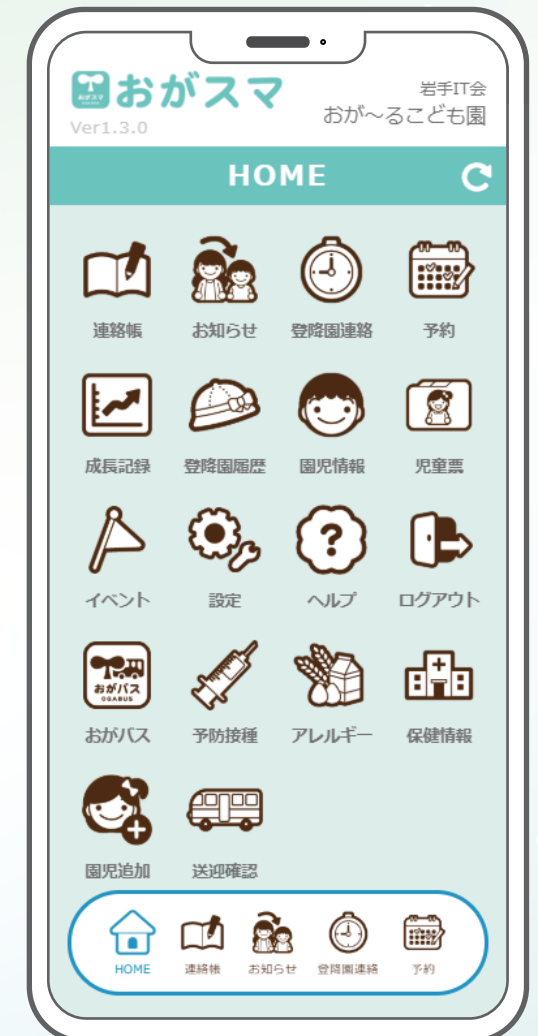 おがスマ
Ver1.3.0
岩手IT会
おが～るこども園
HOME
連絡帳
お知らせ
登降園連絡
予約
成長記録
登降園履歴
園児情報
児童票
イベント
設定
ヘルプ
ログアウト
おがバス
OGABUS
おがバス
予防接種
アレルギー
保健情報
園児追加
送迎確認
HOME
連絡帳
お知らせ
登降園連絡
予約